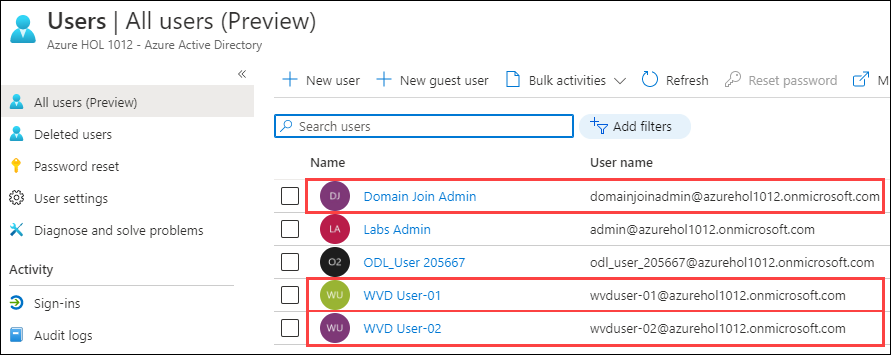 Users | All users (Preview)
Azure HOL 1012 - Azure Active Directory
«
All users (Preview)
Deleted users
Password reset
User settings
Diagnose and solve problems
Activity
Sign-ins
Audit logs
New user New guest user Bulk activities Refresh Reset password M
Search users
Add filters
Name User name
DJ Domain Join Admin domainjoinadmin@azurehol1012.onmicrosoft.com
LA Labs Admin admin@azurehol1012.onmicrosoft.com
O2 ODL_User 205667 odl_user_205667@azurehol1012.onmicrosoft.com
WU WVD User-01 wvduser-01@azurehol1012.onmicrosoft.com
WU WVD User-02 wvduser-02@azurehol1012.onmicrosoft.com